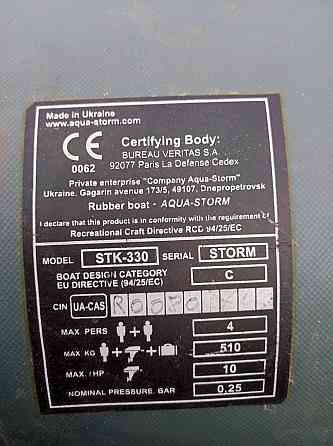 Made in Ukraine
www.aqua-storm.com
CE
0062
Certifying Body:
BUREAU VERITAS S.A
92077 Paris La Defense Cedex
Private enterprise "Company Aqua-Storm"
Ukraine. Gagarin avenue 173/5, 49107, Dnepropetrovsk
Rubber boat - AQUA-STORM
I declare that this product is in conformity with the requirement of
Recreational Craft Directive RCD 94/25/EC
MODEL STK-330 SERIAL STORM
BOAT DESIGN CATEGORY C
EU DIRECTIVE (94/25/EC)
CIN UA-CAS
MAX PERS + 4
MAX KG + + 510
MAX. /HP 10
NOMINAL PRESSURE, BAR 0.25